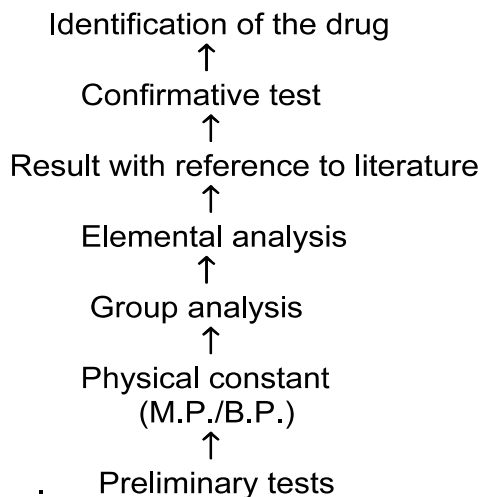 Identification of the drug
↑
Confirmative test
↑
Result with reference to literature
↑
Elemental analysis
↑
Group analysis
↑
Physical constant
(M.P./B.P.)
↑
. Preliminary tests